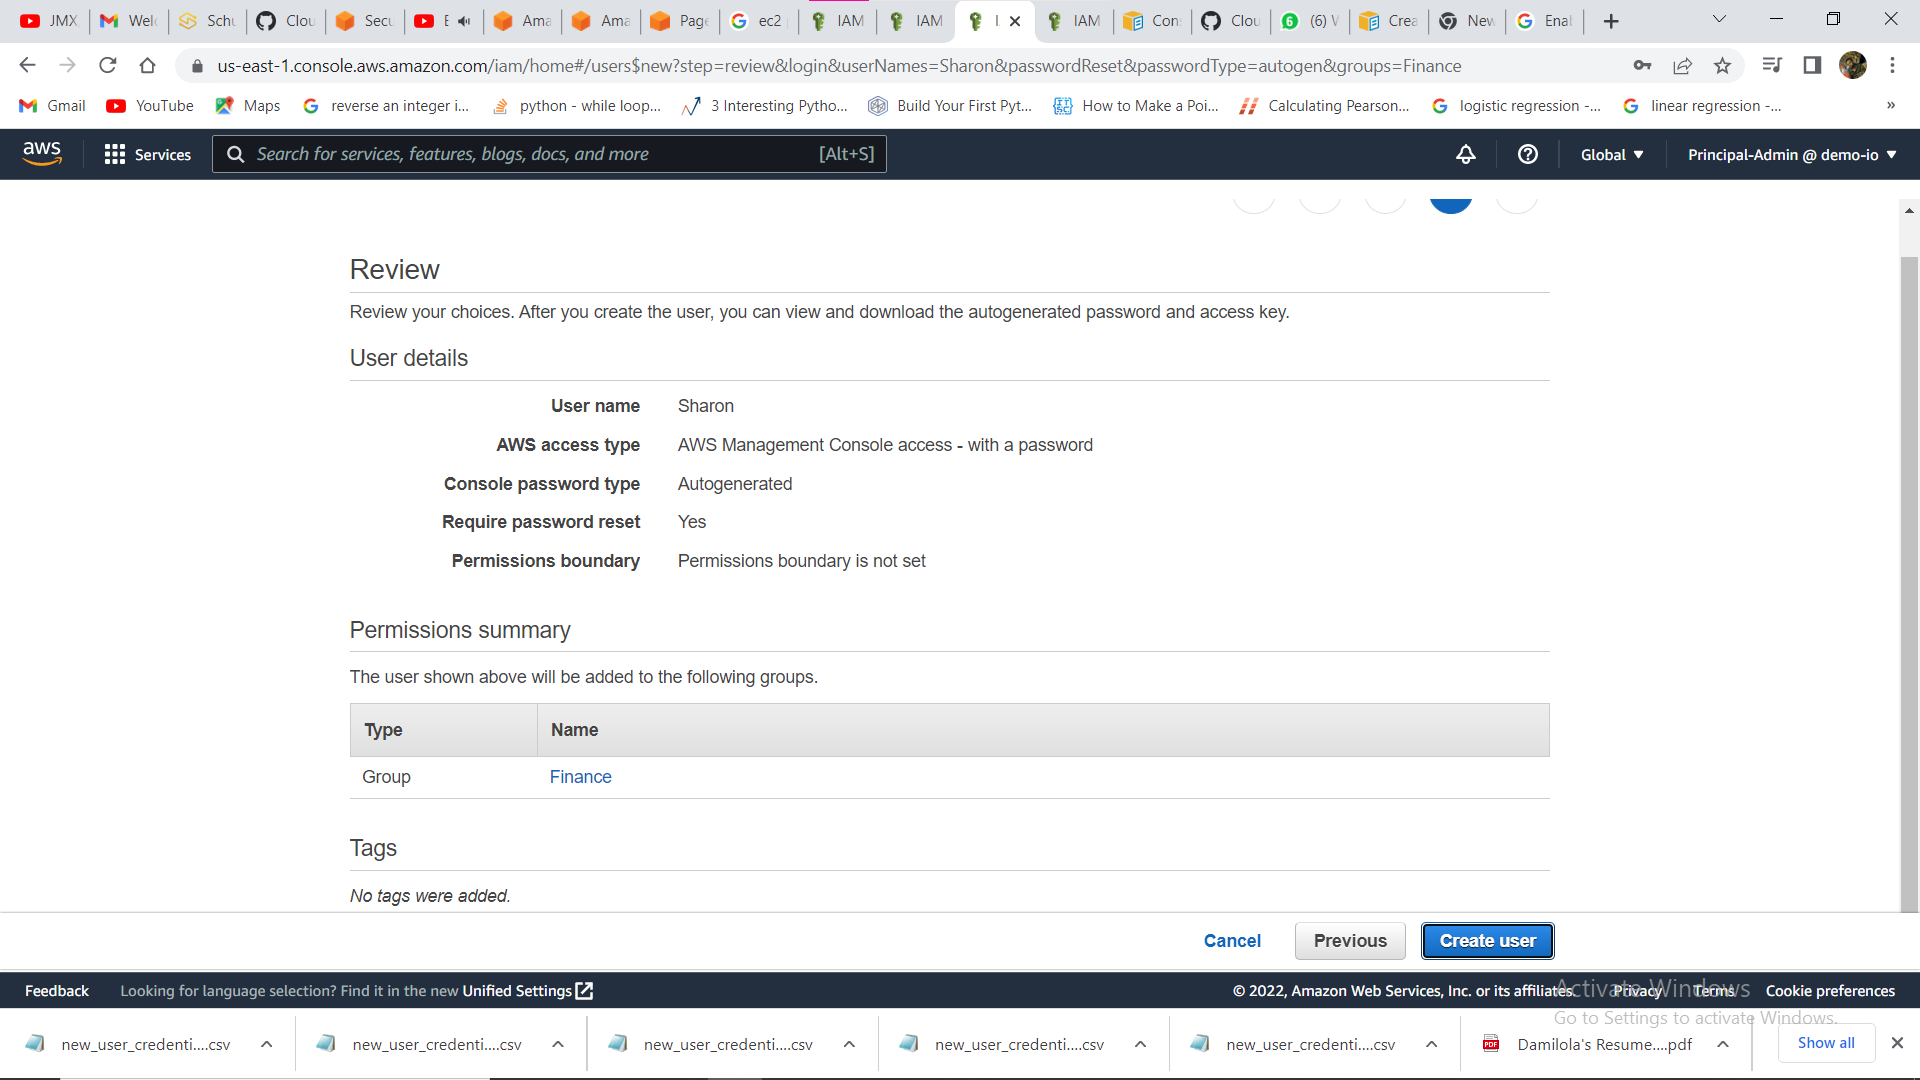 JMX
Welc
Schu
Clou
Secu
E
Ama
Ama
Page
ec2
IAM
IAM
I
IAM
Con
Clou
(6) W
Crea
New
Enab
us-east-1.console.aws.amazon.com/iam/home#/users$new?step=review&login&userNames=Sharon&passwordReset&passwordType=autogen&groups=Finance
Gmail
YouTube
Maps
reverse an integer i...
python - while loop...
3 Interesting Pytho...
Build Your First Pyt...
How to Make a Poi...
Calculating Pearson...
logistic regression -...
linear regression -...
»
aws
Services
Search for services, features, blogs, docs, and more
[Alt+S]
Global
Principal-Admin @ demo-io
Review
Review your choices. After you create the user, you can view and download the autogenerated password and access key.
User details
User name Sharon
AWS access type AWS Management Console access - with a password
Console password type Autogenerated
Require password reset Yes
Permissions boundary Permissions boundary is not set
Permissions summary
The user shown above will be added to the following groups.
Type Name
Group Finance
Tags
No tags were added.
Cancel
Previous
Create user
Feedback
Looking for language selection? Find it in the new Unified Settings
© 2022, Amazon Web Services, Inc. or its affiliates.
Privacy
Terms
Cookie preferences
Activate Windows
Go to Settings to activate Windows.
new_user_credenti....csv
new_user_credenti....csv
new_user_credenti....csv
new_user_credenti....csv
new_user_credenti....csv
PDF
Damilola's Resume....pdf
Show all